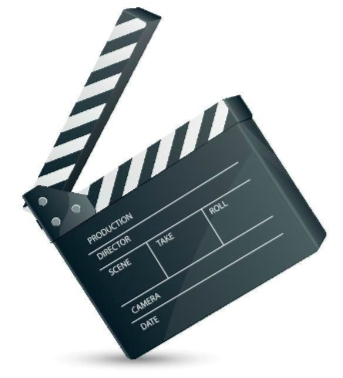 PRODUCTION
DIRECTOR
SCENE TAKE ROLL
CAMERA
DATE